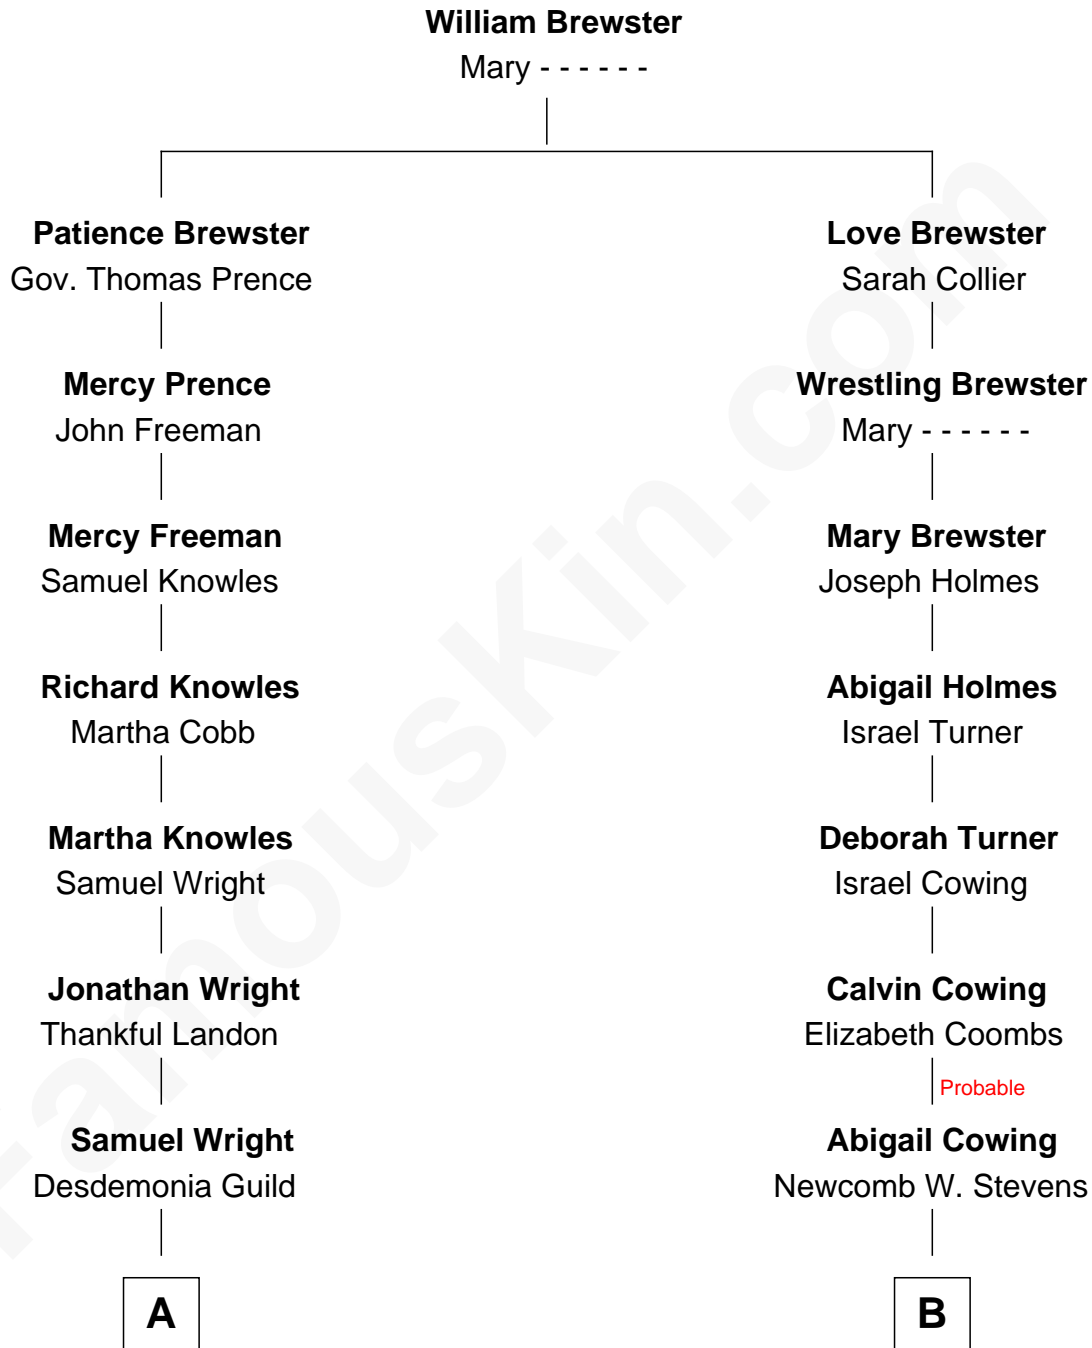 William Brewster
Mary - - - - - -
Patience Brewster
Gov. Thomas Prence
Love Brewster
Sarah Collier
Mercy Prence
John Freeman
Wrestling Brewster
Mary - - - - - -
Mercy Freeman
Samuel Knowles
Mary Brewster
Joseph Holmes
Richard Knowles
Martha Cobb
Abigail Holmes
Israel Turner
Martha Knowles
Samuel Wright
Deborah Turner
Israel Cowing
Jonathan Wright
Thankful Landon
Calvin Cowing
Elizabeth Coombs
Probable
Samuel Wright
Desdemonia Guild
Abigail Cowing
Newcomb W. Stevens
A
B
FamousKin.com